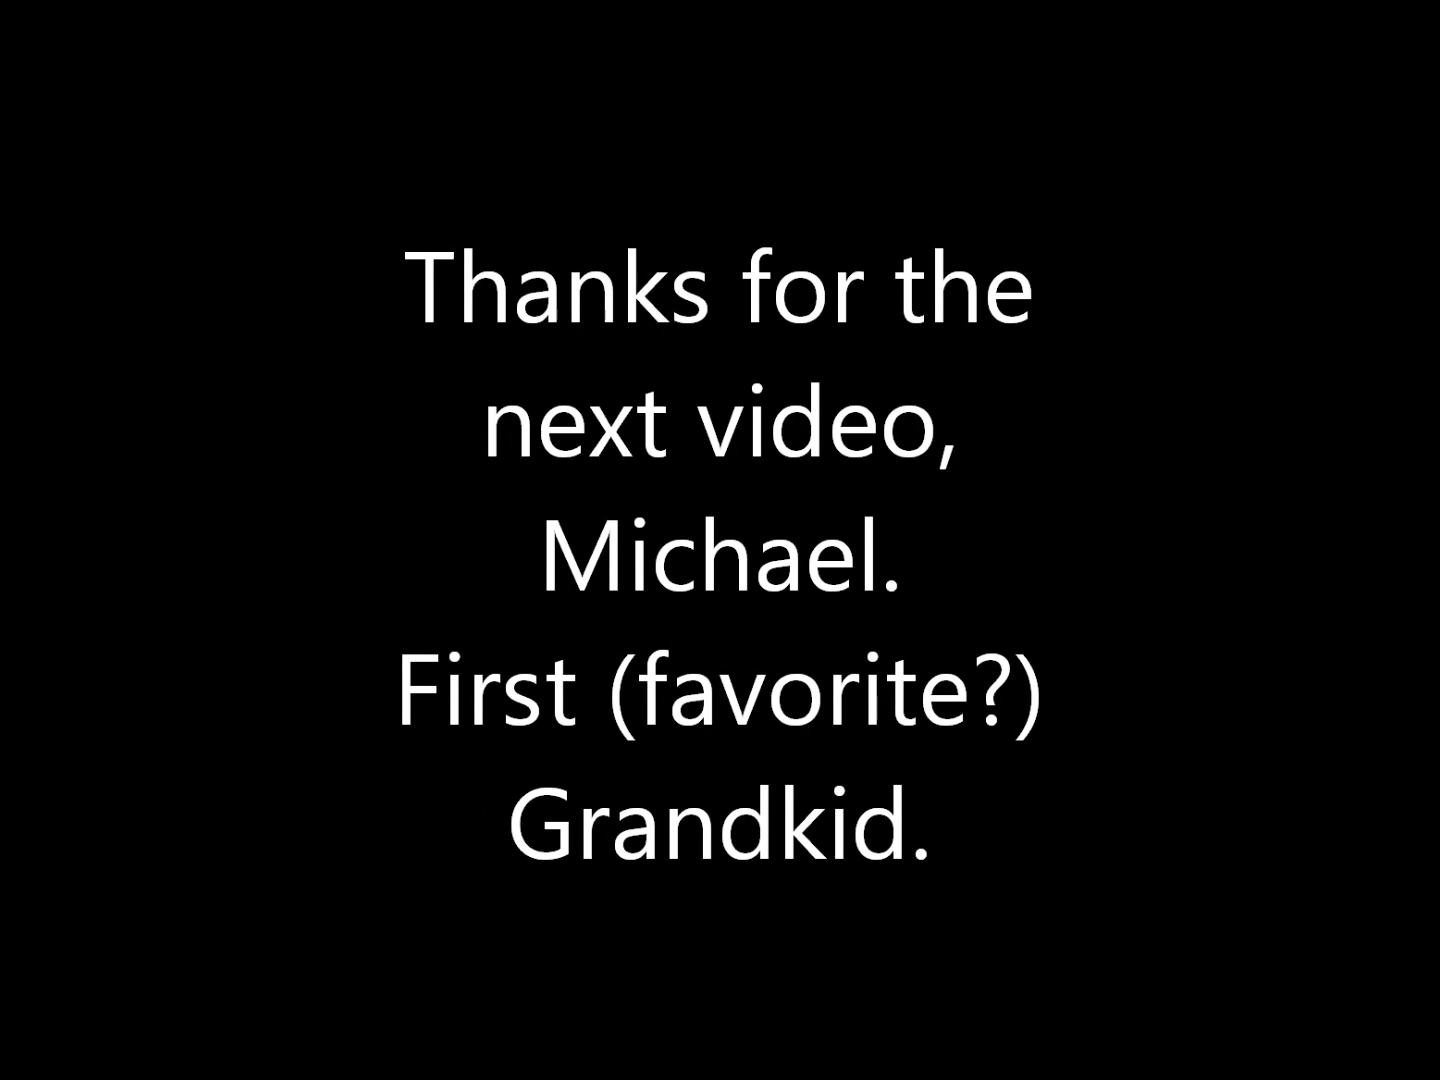 Thanks for the
next video,
Michael.
First (favorite?)
Grandkid.